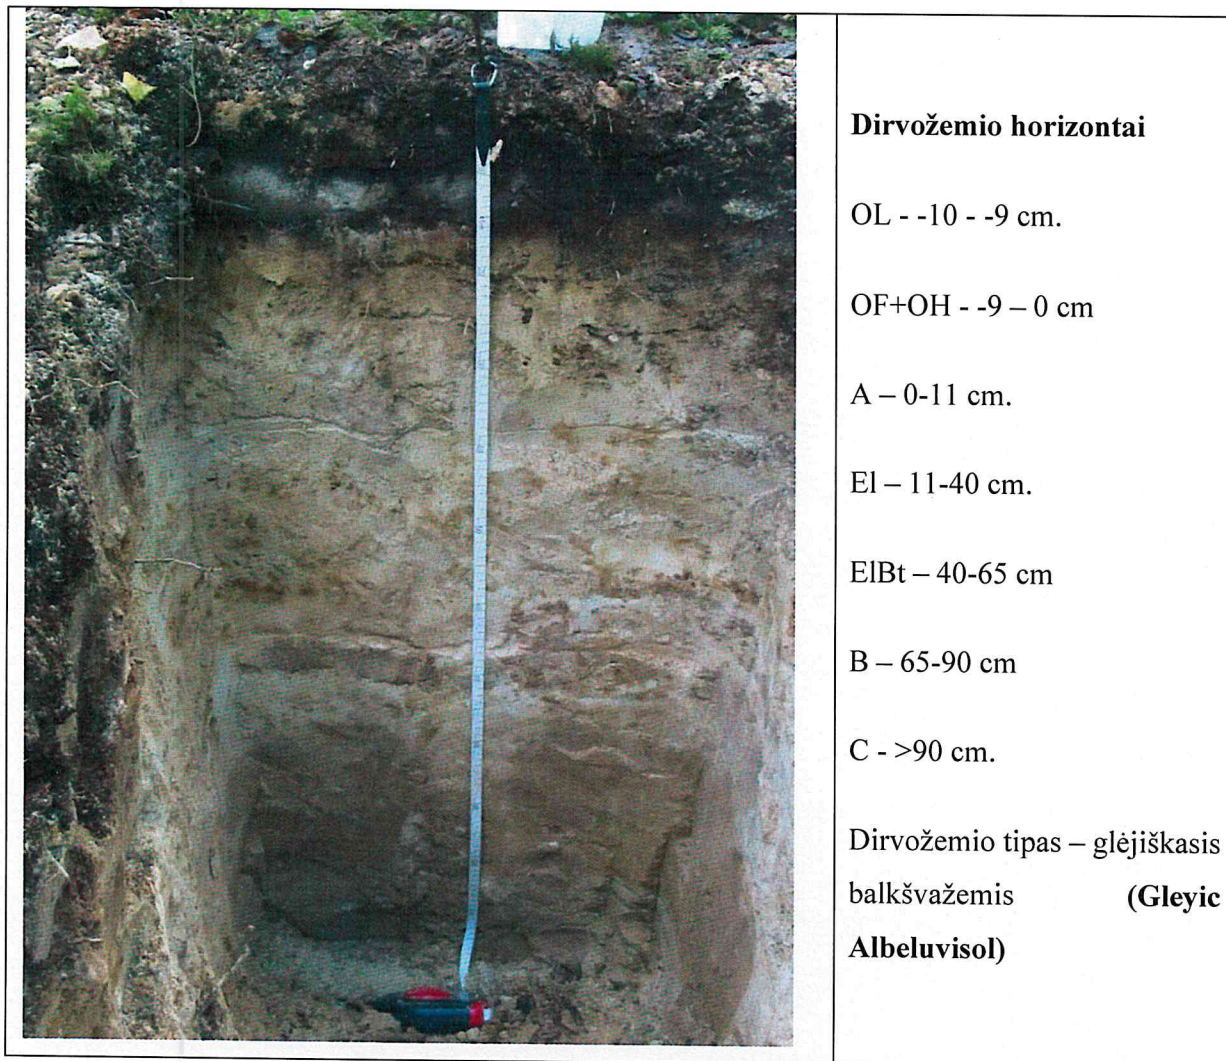 Dirvožemio horizontai
OL - -10 - -9 cm.
OF+OH - -9 – 0 cm
A – 0-11 cm.
El – 11-40 cm.
ElBt – 40-65 cm
B – 65-90 cm
C - >90 cm.
Dirvožemio tipas – glėjiškasis
balkšvažemis (Gleyic
Albeluvisol)